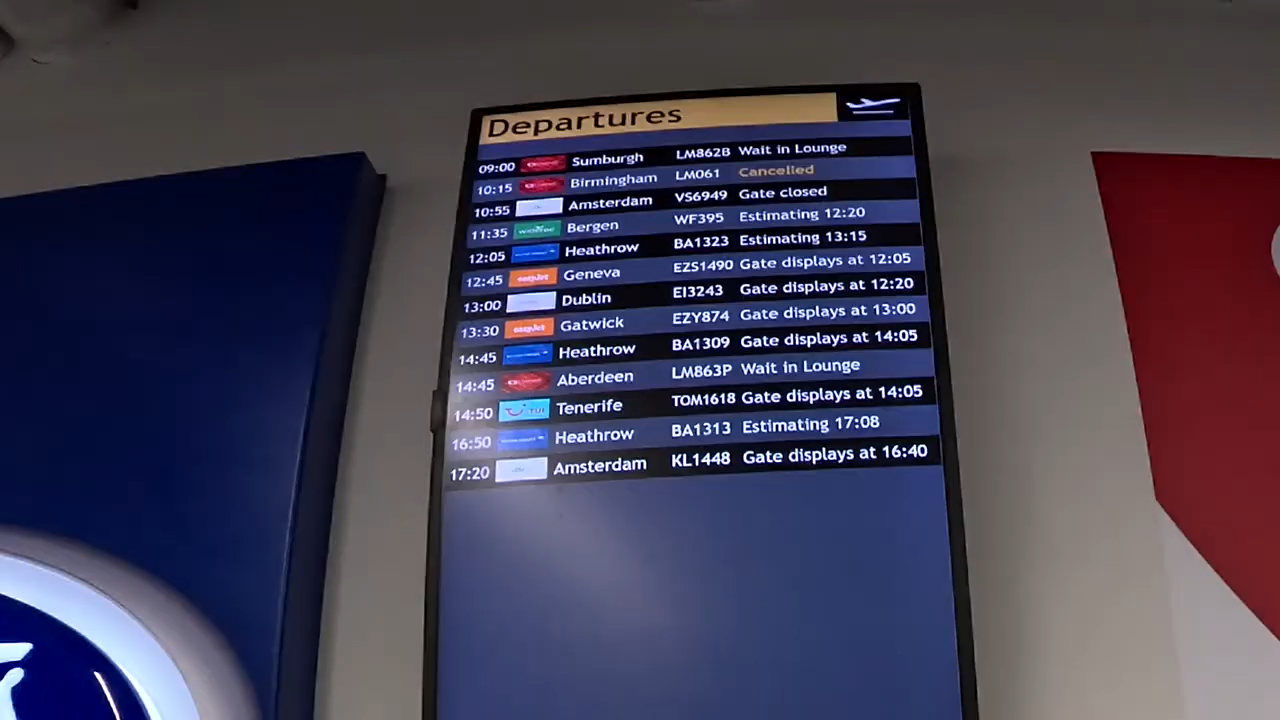 Departures
09:00 Sumburgh LM862B Wait in Lounge
10:15 Birmingham LM061 Cancelled
10:55 Amsterdam VS6949 Gate closed
11:35 Widerøe Bergen WF395 Estimating 12:20
12:05 Heathrow BA1323 Estimating 13:15
12:45 easyJet Geneva EZS1490 Gate displays at 12:05
13:00 Dublin EI3243 Gate displays at 12:20
13:30 easyJet Gatwick EZY874 Gate displays at 13:00
14:45 Heathrow BA1309 Gate displays at 14:05
14:45 Aberdeen LM863P Wait in Lounge
14:50 TUI Tenerife TOM1618 Gate displays at 14:05
16:50 Heathrow BA1313 Estimating 17:08
17:20 Amsterdam KL1448 Gate displays at 16:40